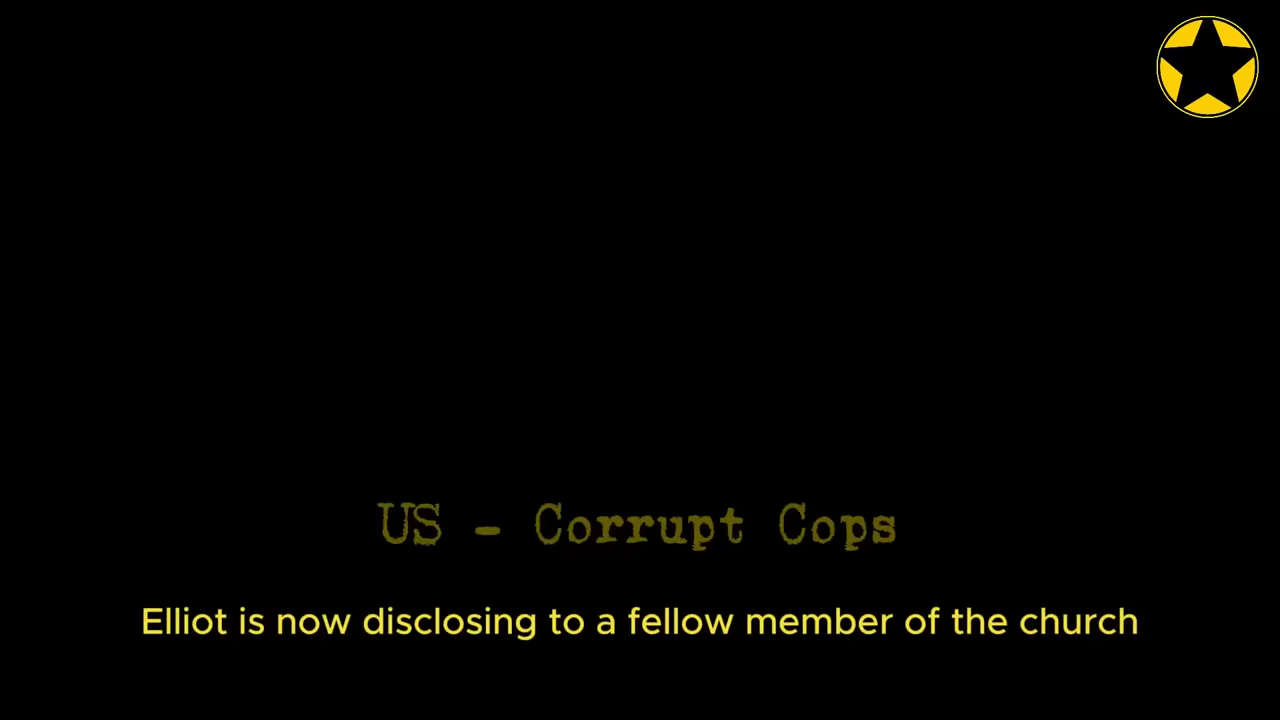 US - Corrupt Cops
Elliot is now disclosing to a fellow member of the church